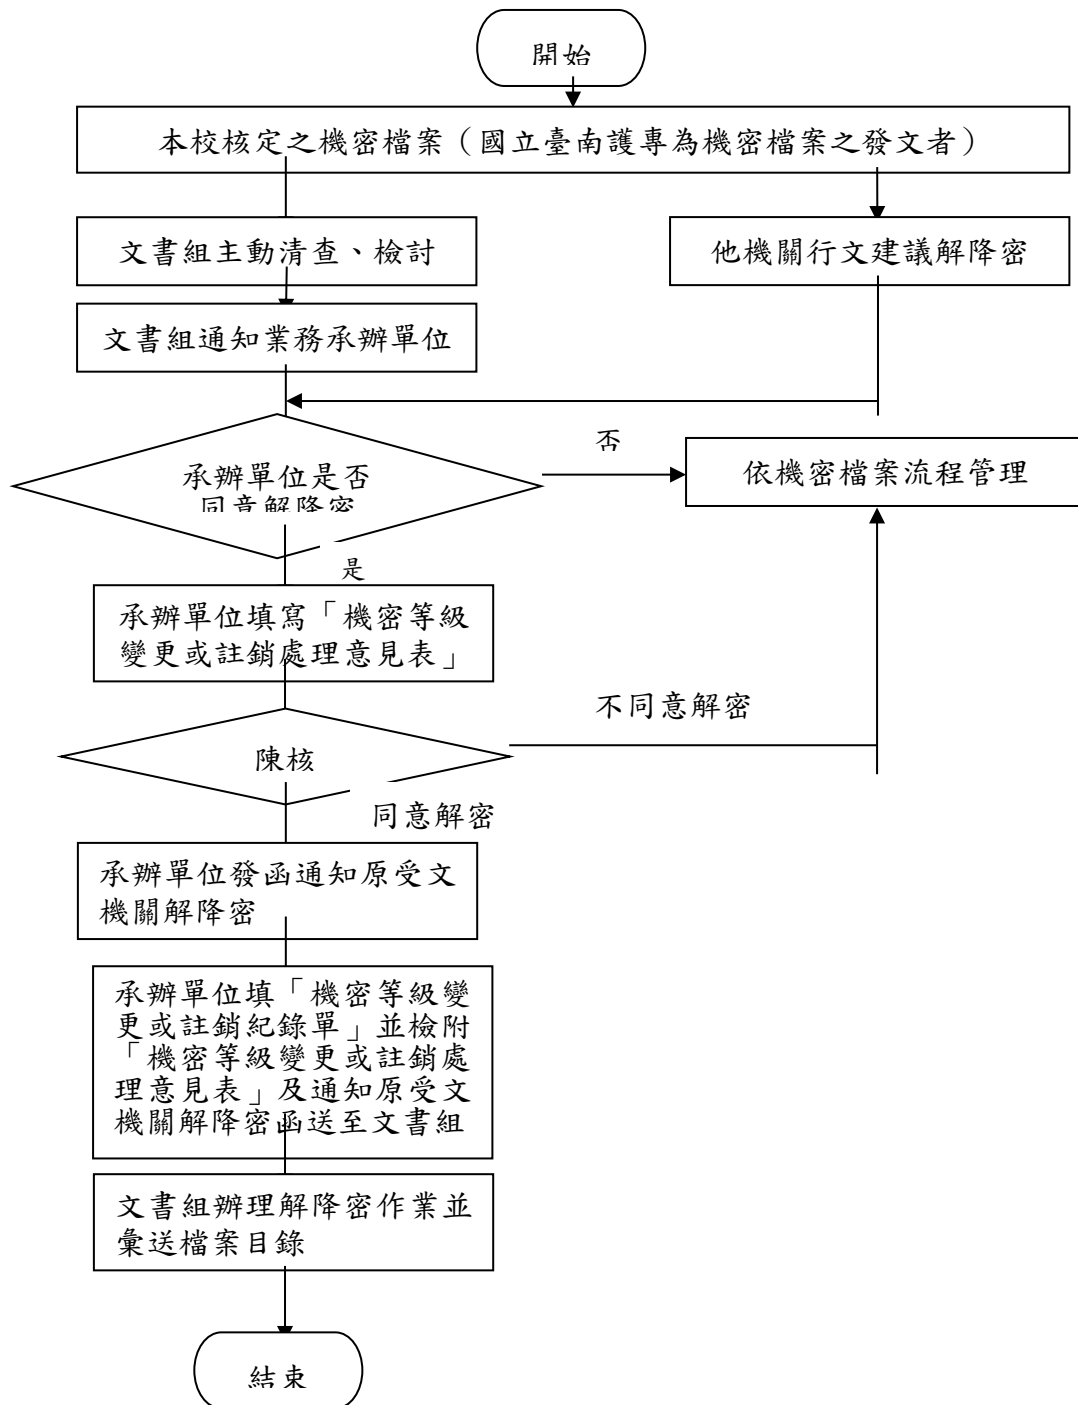 開始
本校核定之機密檔案（國立臺南護專為機密檔案之發文者）
文書組主動清查、檢討
他機關行文建議解降密
文書組通知業務承辦單位
承辦單位是否
同意解降密
否
依機密檔案流程管理
是
承辦單位填寫「機密等級
變更或註銷處理意見表」
不同意解密
陳核
同意解密
承辦單位發函通知原受文
機關解降密
承辦單位填「機密等級變
更或註銷紀錄單」並檢附
「機密等級變更或註銷處
理意見表」及通知原受文
機關解降密函送至文書組
文書組辦理解降密作業並
彙送檔案目錄
結束